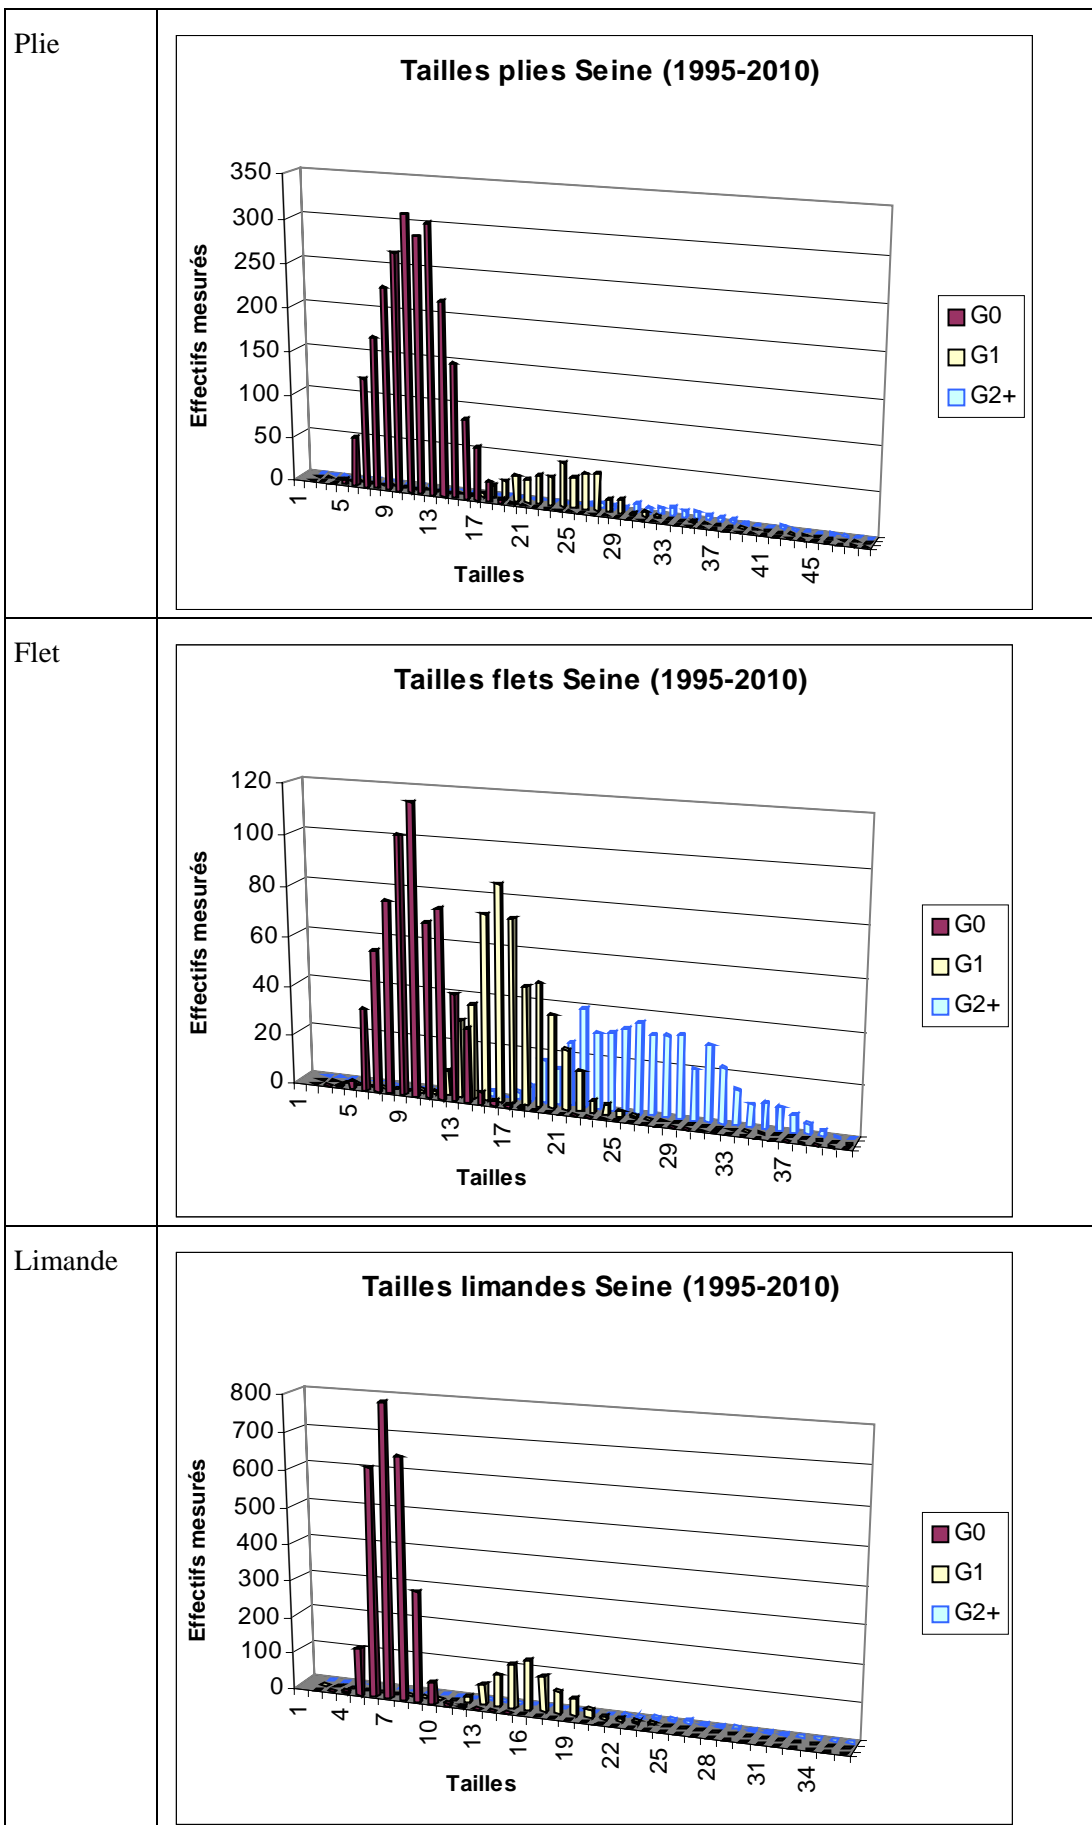 Plie
Tailles plies Seine (1995-2010)
350
300
250
200
150
100
50
0
Effectifs mesurés
1
5
9
13
17
21
25
29
33
37
41
45
Tailles
G0
G1
G2+
Flet
Tailles flets Seine (1995-2010)
120
100
80
60
40
20
0
Effectifs mesurés
1
5
9
13
17
21
25
29
33
37
Tailles
G0
G1
G2+
Limande
Tailles limandes Seine (1995-2010)
800
700
600
500
400
300
200
100
0
Effectifs mesurés
1
4
7
10
13
16
19
22
25
28
31
34
Tailles
G0
G1
G2+